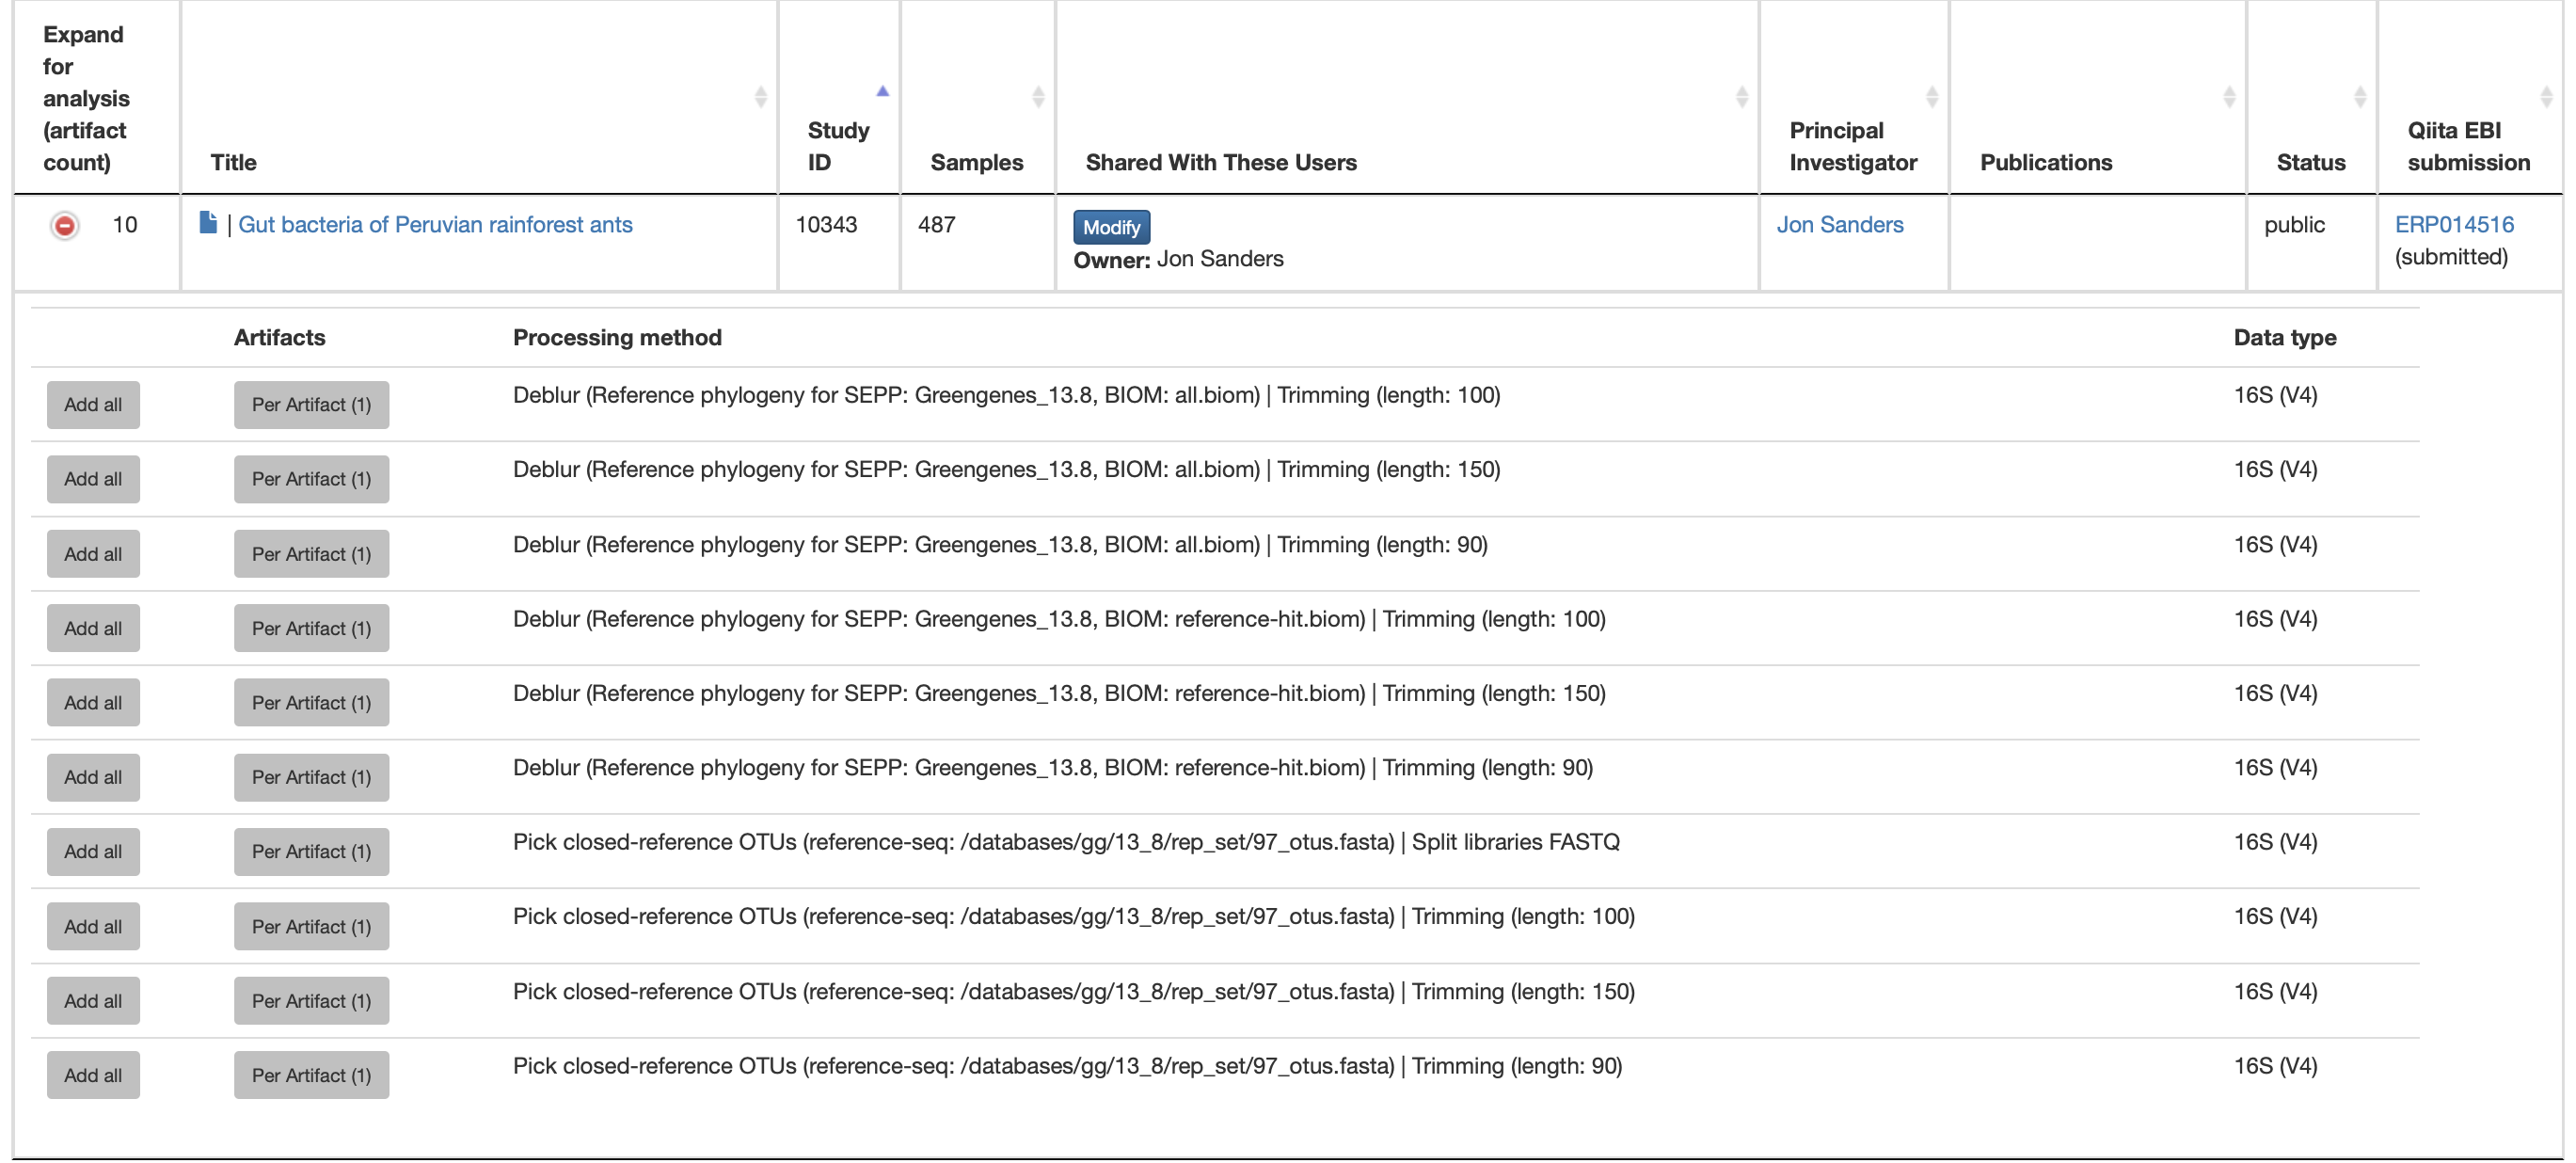 Expand
for
analysis
(artifact
count)
Title
Study
ID
Samples
Shared With These Users
Principal
Investigator
Publications
Status
Qiita EBI
submission
10 | Gut bacteria of Peruvian rainforest ants 10343 487 Modify Jon Sanders public ERP014516
Owner: Jon Sanders (submitted)
Artifacts Processing method Data type
Add all Per Artifact (1) Deblur (Reference phylogeny for SEPP: Greengenes_13.8, BIOM: all.biom) | Trimming (length: 100) 16S (V4)
Add all Per Artifact (1) Deblur (Reference phylogeny for SEPP: Greengenes_13.8, BIOM: all.biom) | Trimming (length: 150) 16S (V4)
Add all Per Artifact (1) Deblur (Reference phylogeny for SEPP: Greengenes_13.8, BIOM: all.biom) | Trimming (length: 90) 16S (V4)
Add all Per Artifact (1) Deblur (Reference phylogeny for SEPP: Greengenes_13.8, BIOM: reference-hit.biom) | Trimming (length: 100) 16S (V4)
Add all Per Artifact (1) Deblur (Reference phylogeny for SEPP: Greengenes_13.8, BIOM: reference-hit.biom) | Trimming (length: 150) 16S (V4)
Add all Per Artifact (1) Deblur (Reference phylogeny for SEPP: Greengenes_13.8, BIOM: reference-hit.biom) | Trimming (length: 90) 16S (V4)
Add all Per Artifact (1) Pick closed-reference OTUs (reference-seq: /databases/gg/13_8/rep_set/97_otus.fasta) | Split libraries FASTQ 16S (V4)
Add all Per Artifact (1) Pick closed-reference OTUs (reference-seq: /databases/gg/13_8/rep_set/97_otus.fasta) | Trimming (length: 100) 16S (V4)
Add all Per Artifact (1) Pick closed-reference OTUs (reference-seq: /databases/gg/13_8/rep_set/97_otus.fasta) | Trimming (length: 150) 16S (V4)
Add all Per Artifact (1) Pick closed-reference OTUs (reference-seq: /databases/gg/13_8/rep_set/97_otus.fasta) | Trimming (length: 90) 16S (V4)